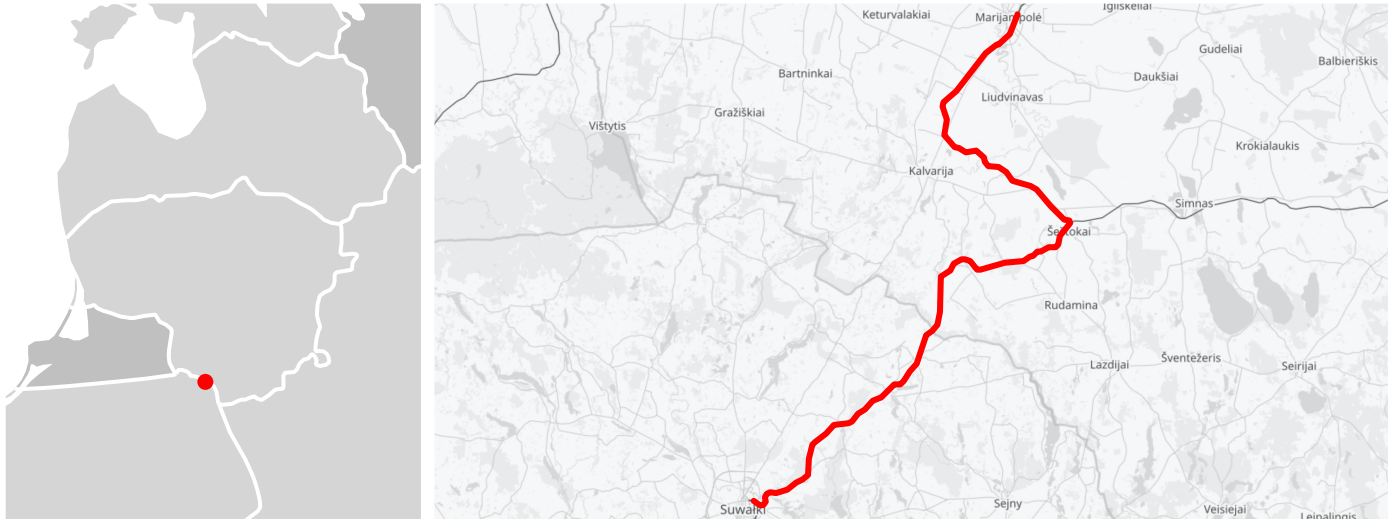 Keturvalakiai
Marijampolė
Igliškėliai
Gudeliai
Balbieriškis
Bartninkai
Daukšiai
Liudvinavas
Gražiškiai
Vištytis
Krokialaukis
Kalvarija
Simnas
Šeštokai
Rudamina
Lazdijai
Šventežeris
Seirijai
Suwałki
Sejny
Veisiejai
Leipalingis